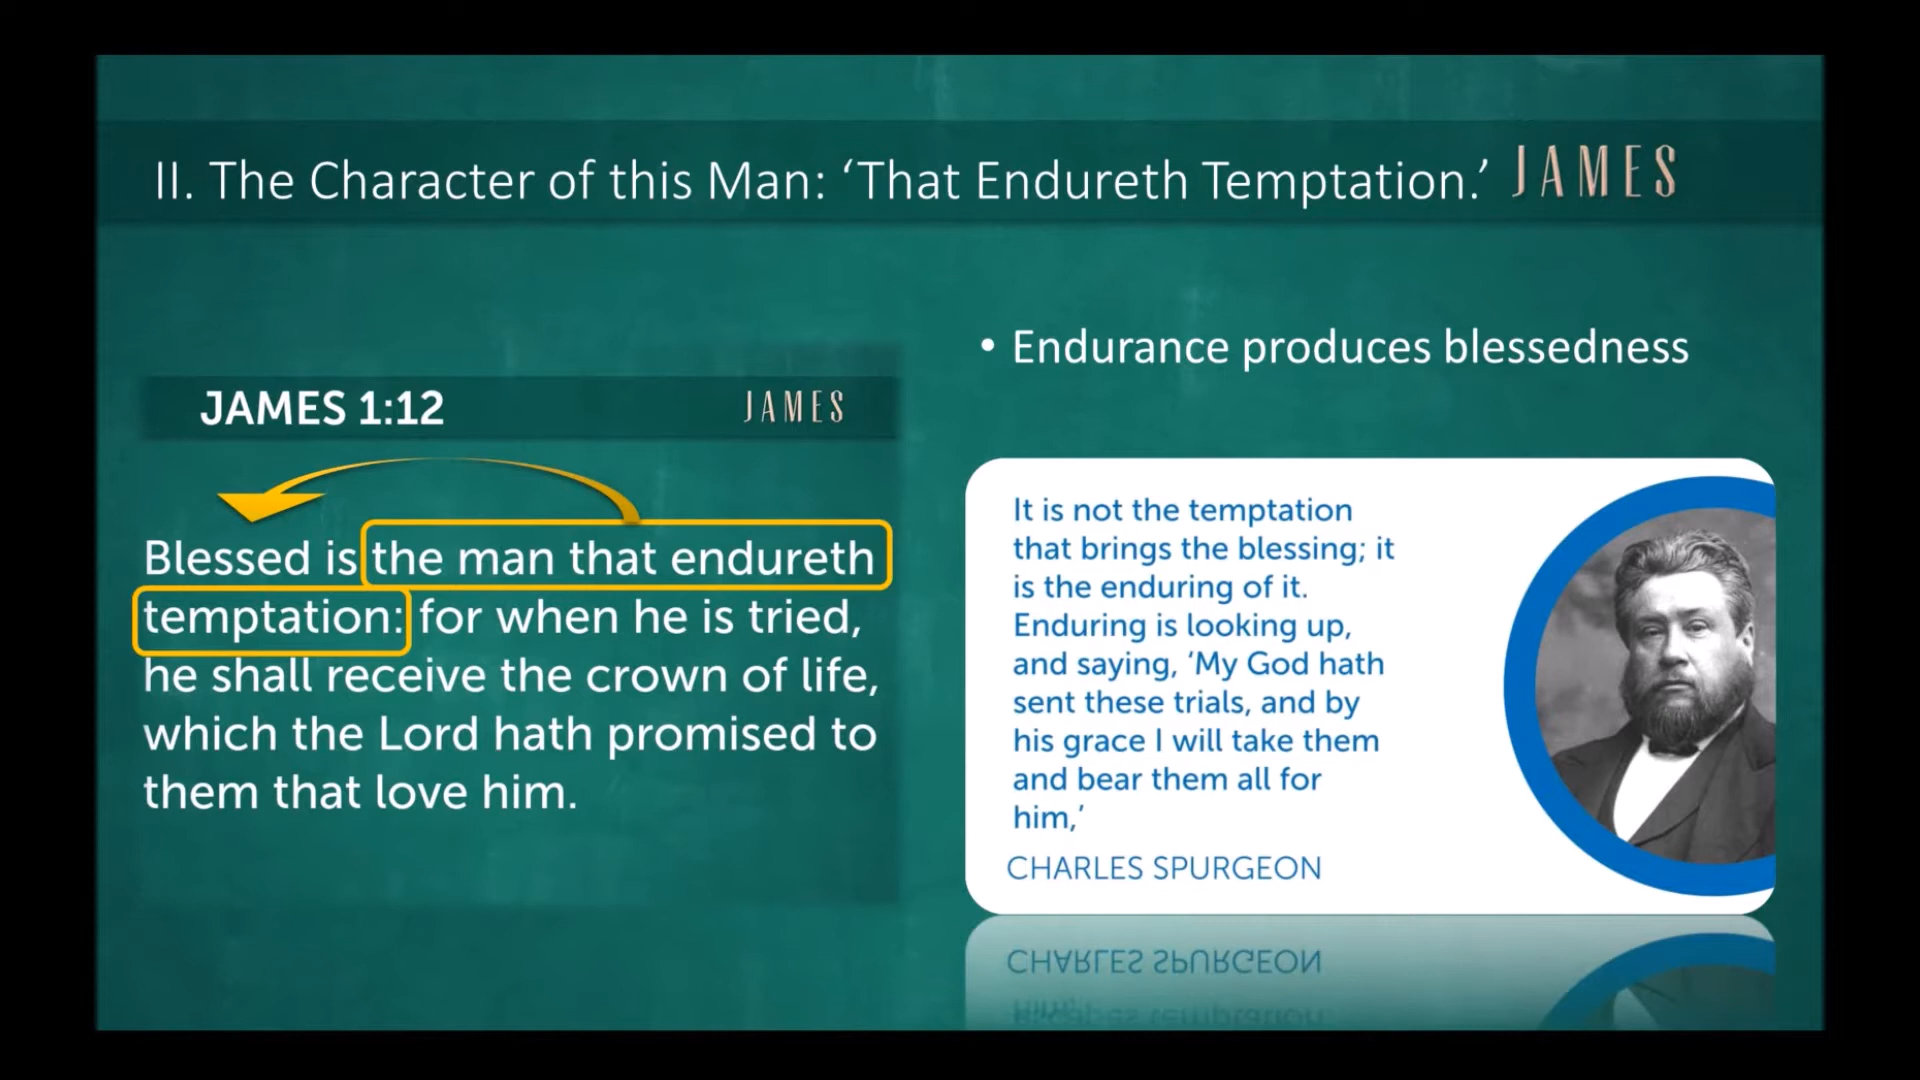 II. The Character of this Man: ‘That Endureth Temptation.’ JAMES
JAMES 1:12 JAMES
Blessed is the man that endureth
temptation: for when he is tried,
he shall receive the crown of life,
which the Lord hath promised to
them that love him.
• Endurance produces blessedness
It is not the temptation
that brings the blessing; it
is the enduring of it.
Enduring is looking up,
and saying, ‘My God hath
sent these trials, and by
his grace I will take them
and bear them all for
him,’
CHARLES SPURGEON